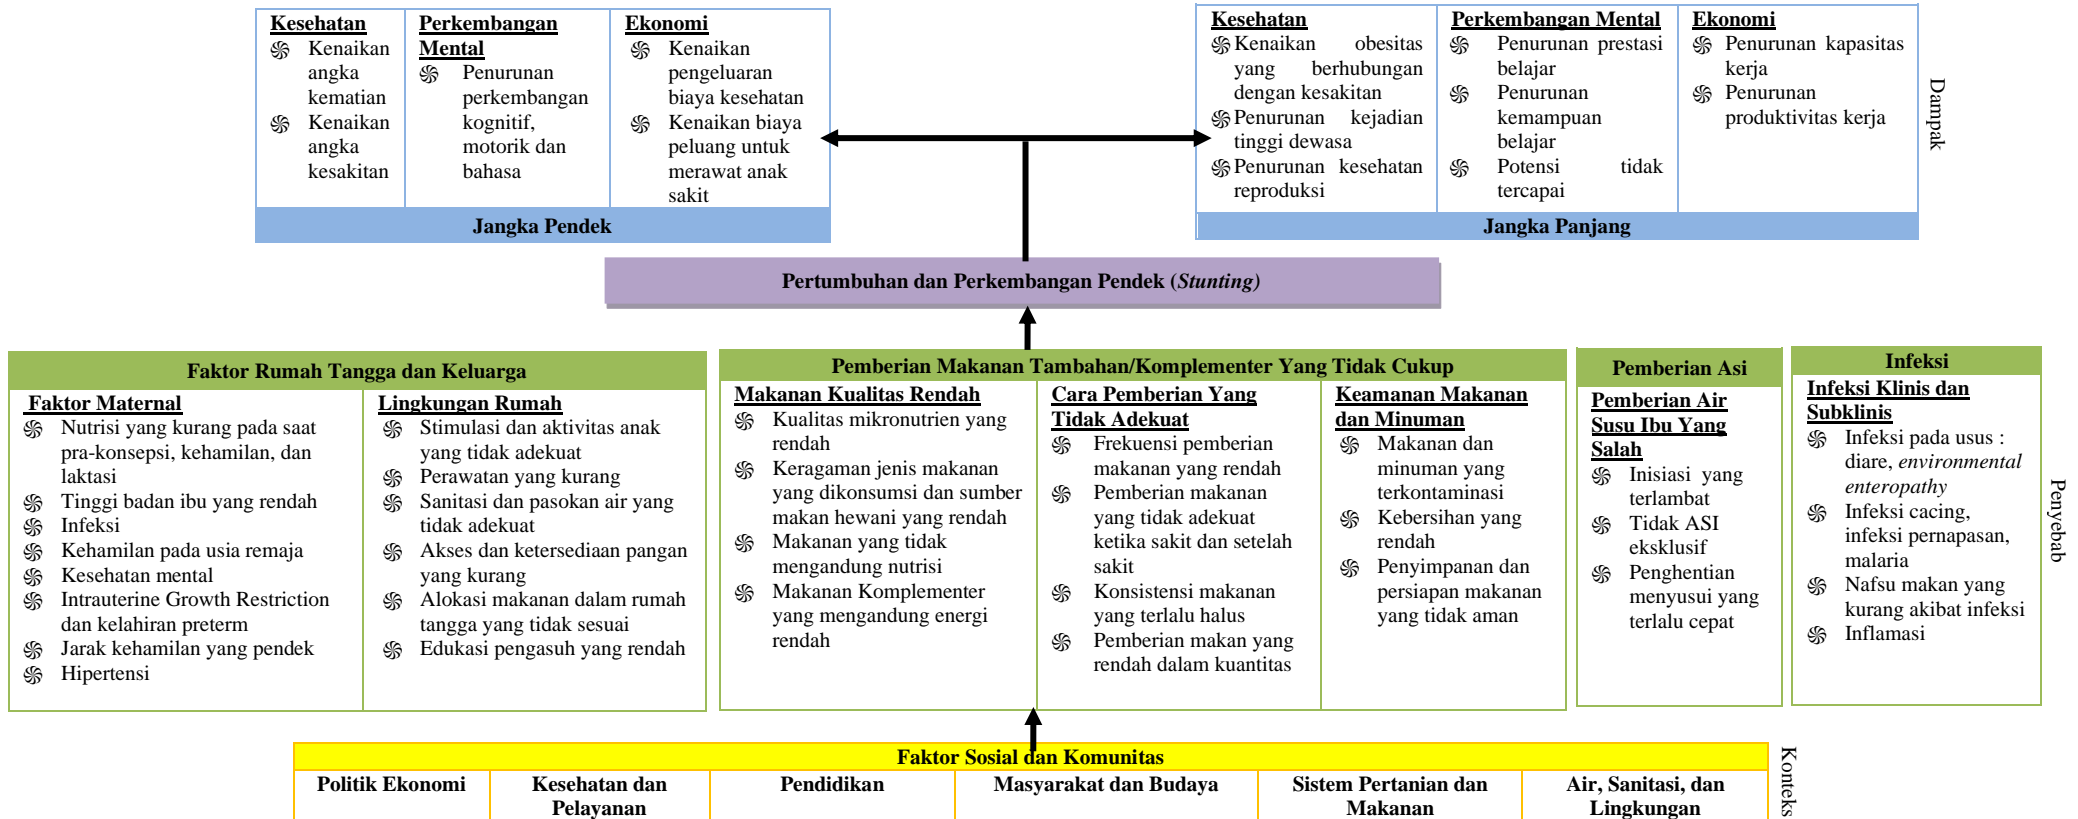 Kesehatan
֍ Kenaikan
angka
kematian
֍ Kenaikan
angka
kesakitan
Perkembangan
Mental
֍ Penurunan
perkembangan
kognitif,
motorik dan
bahasa
Ekonomi
֍ Kenaikan
pengeluaran
biaya kesehatan
֍ Kenaikan biaya
peluang untuk
merawat anak
sakit
Jangka Pendek
Kesehatan
֍ Kenaikan obesitas
yang berhubungan
dengan kesakitan
֍ Penurunan kejadian
tinggi dewasa
֍ Penurunan kesehatan
reproduksi
Perkembangan Mental
֍ Penurunan prestasi
belajar
֍ Penurunan
kemampuan
belajar
֍ Potensi tidak
tercapai
Ekonomi
֍ Penurunan kapasitas
kerja
֍ Penurunan
produktivitas kerja
Jangka Panjang
Dampak
Pertumbuhan dan Perkembangan Pendek (Stunting)
Faktor Rumah Tangga dan Keluarga
Faktor Maternal
֍ Nutrisi yang kurang pada saat
pra-konsepsi, kehamilan, dan
laktasi
֍ Tinggi badan ibu yang rendah
֍ Infeksi
֍ Kehamilan pada usia remaja
֍ Kesehatan mental
֍ Intrauterine Growth Restriction
dan kelahiran preterm
֍ Jarak kehamilan yang pendek
֍ Hipertensi
Lingkungan Rumah
֍ Stimulasi dan aktivitas anak
yang tidak adekuat
֍ Perawatan yang kurang
֍ Sanitasi dan pasokan air yang
tidak adekuat
֍ Akses dan ketersediaan pangan
yang kurang
֍ Alokasi makanan dalam rumah
tangga yang tidak sesuai
֍ Edukasi pengasuh yang rendah
Pemberian Makanan Tambahan/Komplementer Yang Tidak Cukup
Makanan Kualitas Rendah
֍ Kualitas mikronutrien yang
rendah
֍ Keragaman jenis makanan
yang dikonsumsi dan sumber
makan hewani yang rendah
֍ Makanan yang tidak
mengandung nutrisi
֍ Makanan Komplementer
yang mengandung energi
rendah
Cara Pemberian Yang
Tidak Adekuat
֍ Frekuensi pemberian
makanan yang rendah
֍ Pemberian makanan
yang tidak adekuat
ketika sakit dan setelah
sakit
֍ Konsistensi makanan
yang terlalu halus
֍ Pemberian makan yang
rendah dalam kuantitas
Keamanan Makanan
dan Minuman
֍ Makanan dan
minuman yang
terkontaminasi
֍ Kebersihan yang
rendah
֍ Penyimpanan dan
persiapan makanan
yang tidak aman
Pemberian Asi
Pemberian Air
Susu Ibu Yang
Salah
֍ Inisiasi yang
terlambat
֍ Tidak ASI
eksklusif
֍ Penghentian
menyusui yang
terlalu cepat
Infeksi
Infeksi Klinis dan
Subklinis
֍ Infeksi pada usus :
diare, environmental
enteropathy
֍ Infeksi cacing,
infeksi pernapasan,
malaria
֍ Nafsu makan yang
kurang akibat infeksi
֍ Inflamasi
Penyebab
Faktor Sosial dan Komunitas
Politik Ekonomi
Kesehatan dan
Pelayanan
Pendidikan
Masyarakat dan Budaya
Sistem Pertanian dan
Makanan
Air, Sanitasi, dan
Lingkungan
Konteks